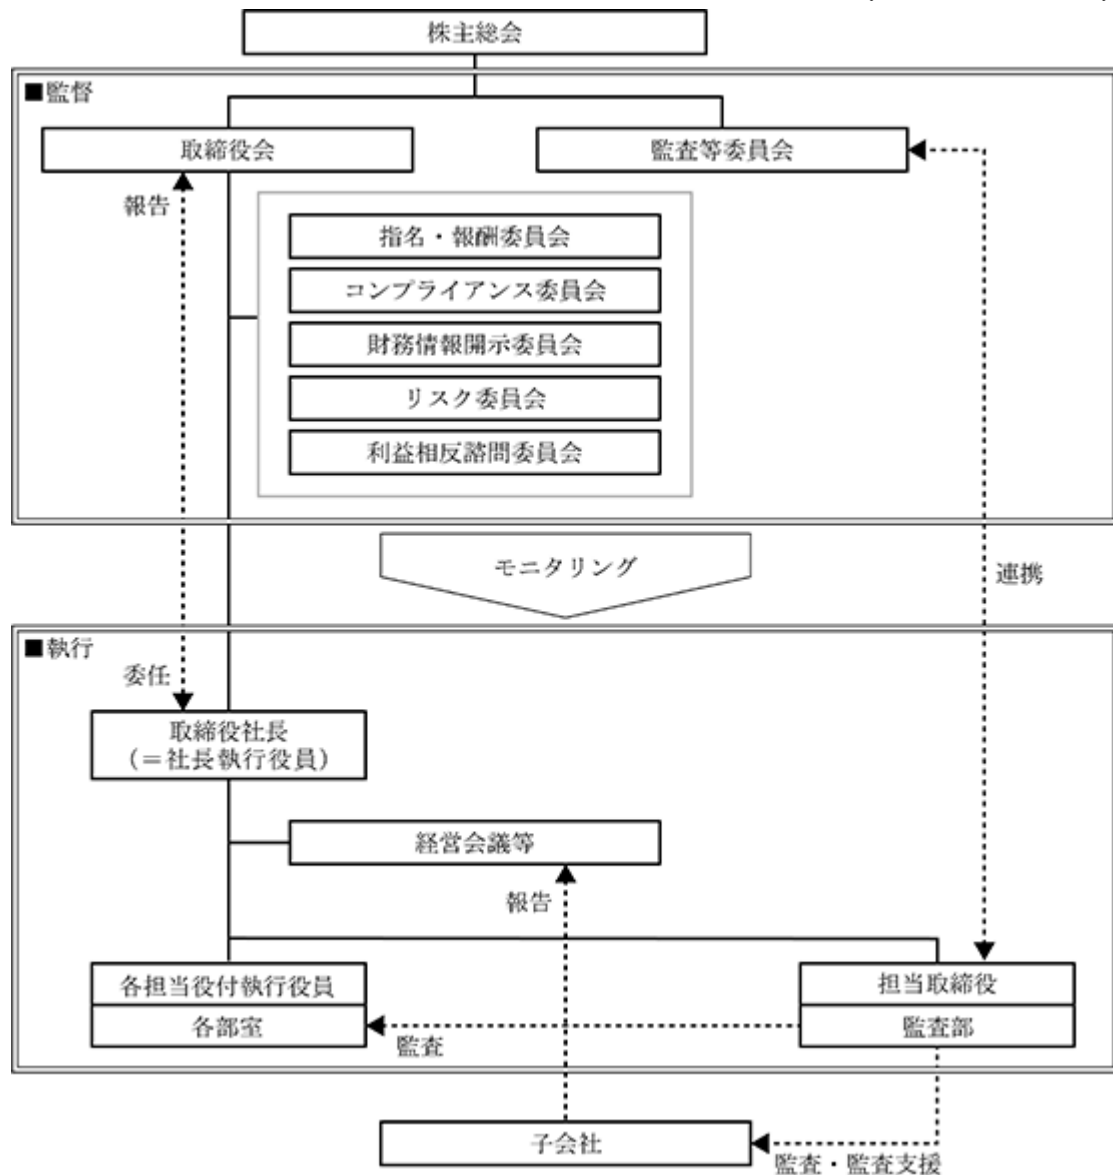 株主総会
■監督
取締役会
監査等委員会
報告
指名・報酬委員会
コンプライアンス委員会
財務情報開示委員会
リスク委員会
利益相反諮問委員会
モニタリング
連携
■執行
委任
取締役社長
（＝社長執行役員）
経営会議等
報告
各担当役付執行役員
担当取締役
各部室
監査部
監査
子会社
監査・監査支援